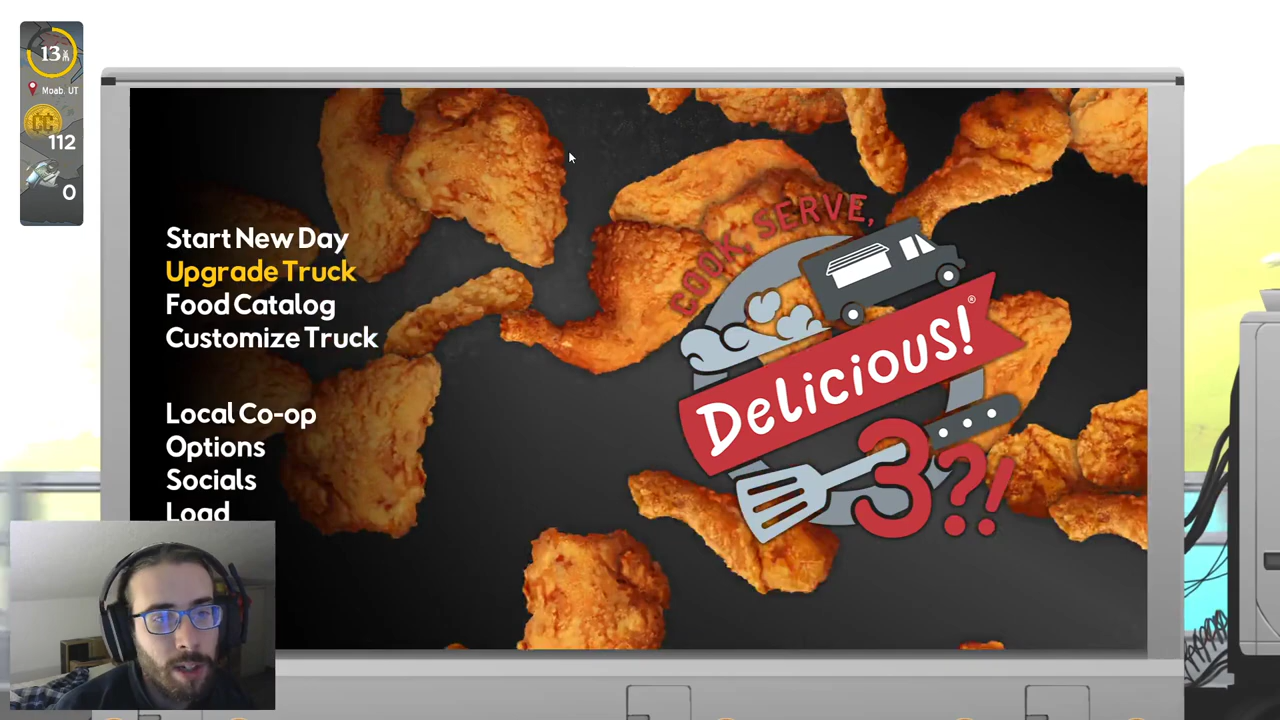 13
Moab, UT
CC
112
0
Start New Day
Upgrade Truck
Food Catalog
Customize Truck
Local Co-op
Options
Socials
Load
COOK, SERVE,
Delicious!®
3?!